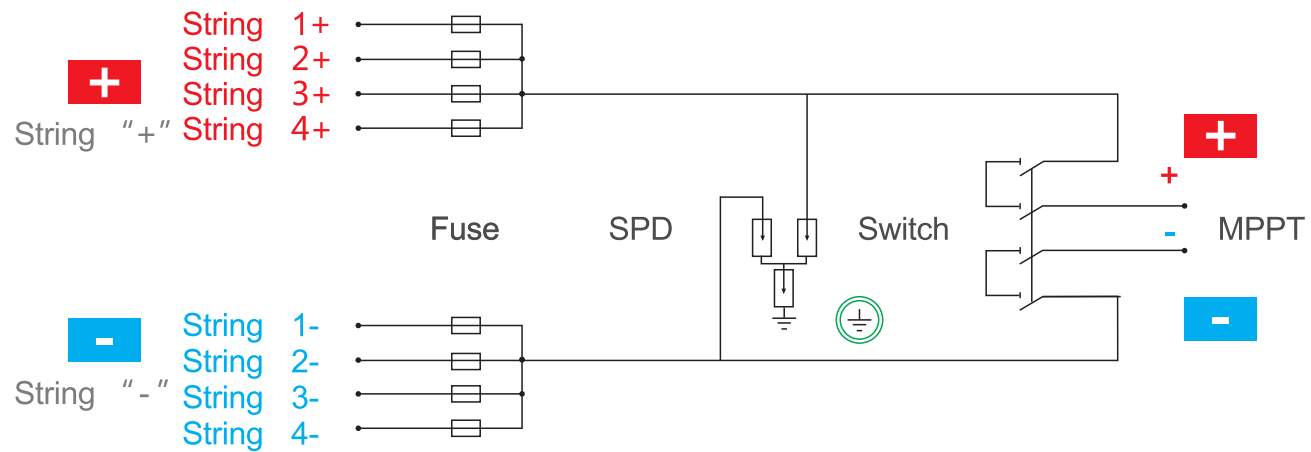 String 1+
String 2+
+
String 3+
String “+” String 4+
+
+
Fuse SPD Switch - MPPT
String 1-
-
-
String 2-
String “-” String 3-
String 4-